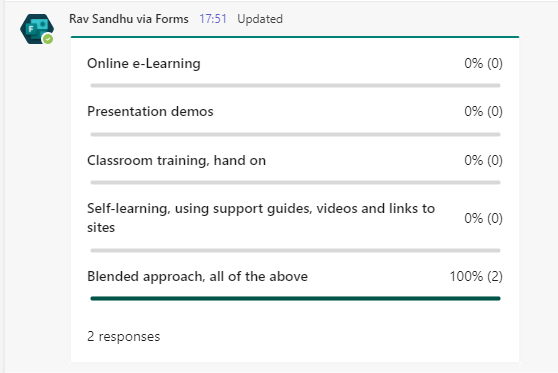 Rav Sandhu via Forms 17:51 Updated
Online e-Learning 0% (0)
Presentation demos 0% (0)
Classroom training, hand on 0% (0)
Self-learning, using support guides, videos and links to
sites 0% (0)
Blended approach, all of the above 100% (2)
2 responses